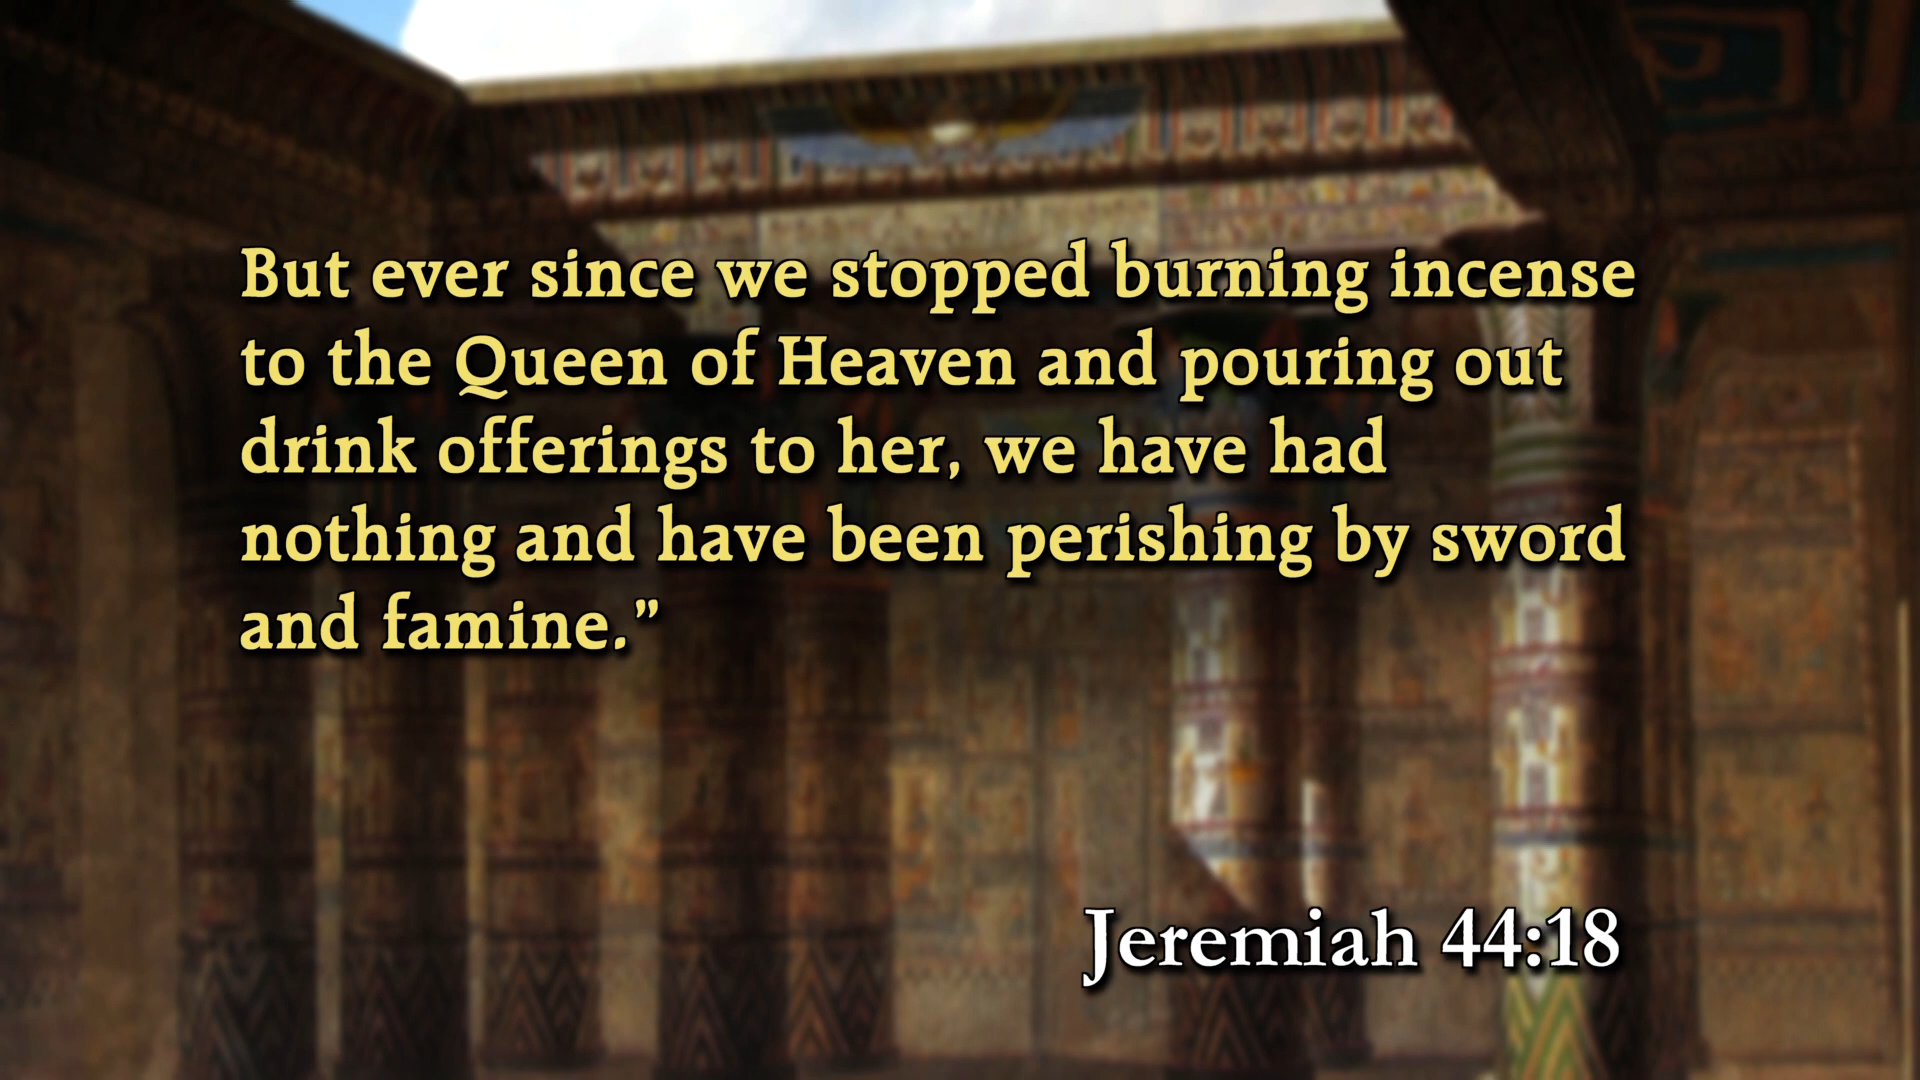 But ever since we stopped burning incense
to the Queen of Heaven and pouring out
drink offerings to her, we have had
nothing and have been perishing by sword
and famine.”
Jeremiah 44:18